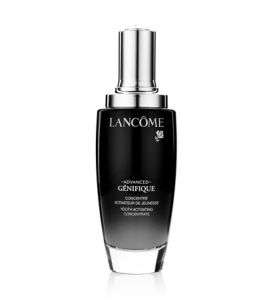 LANCÔME
ADVANCED
GÉNIFIQUE
CONCENTRÉ
ACTIVATEUR DE JEUNESSE
YOUTH ACTIVATING
CONCENTRATE